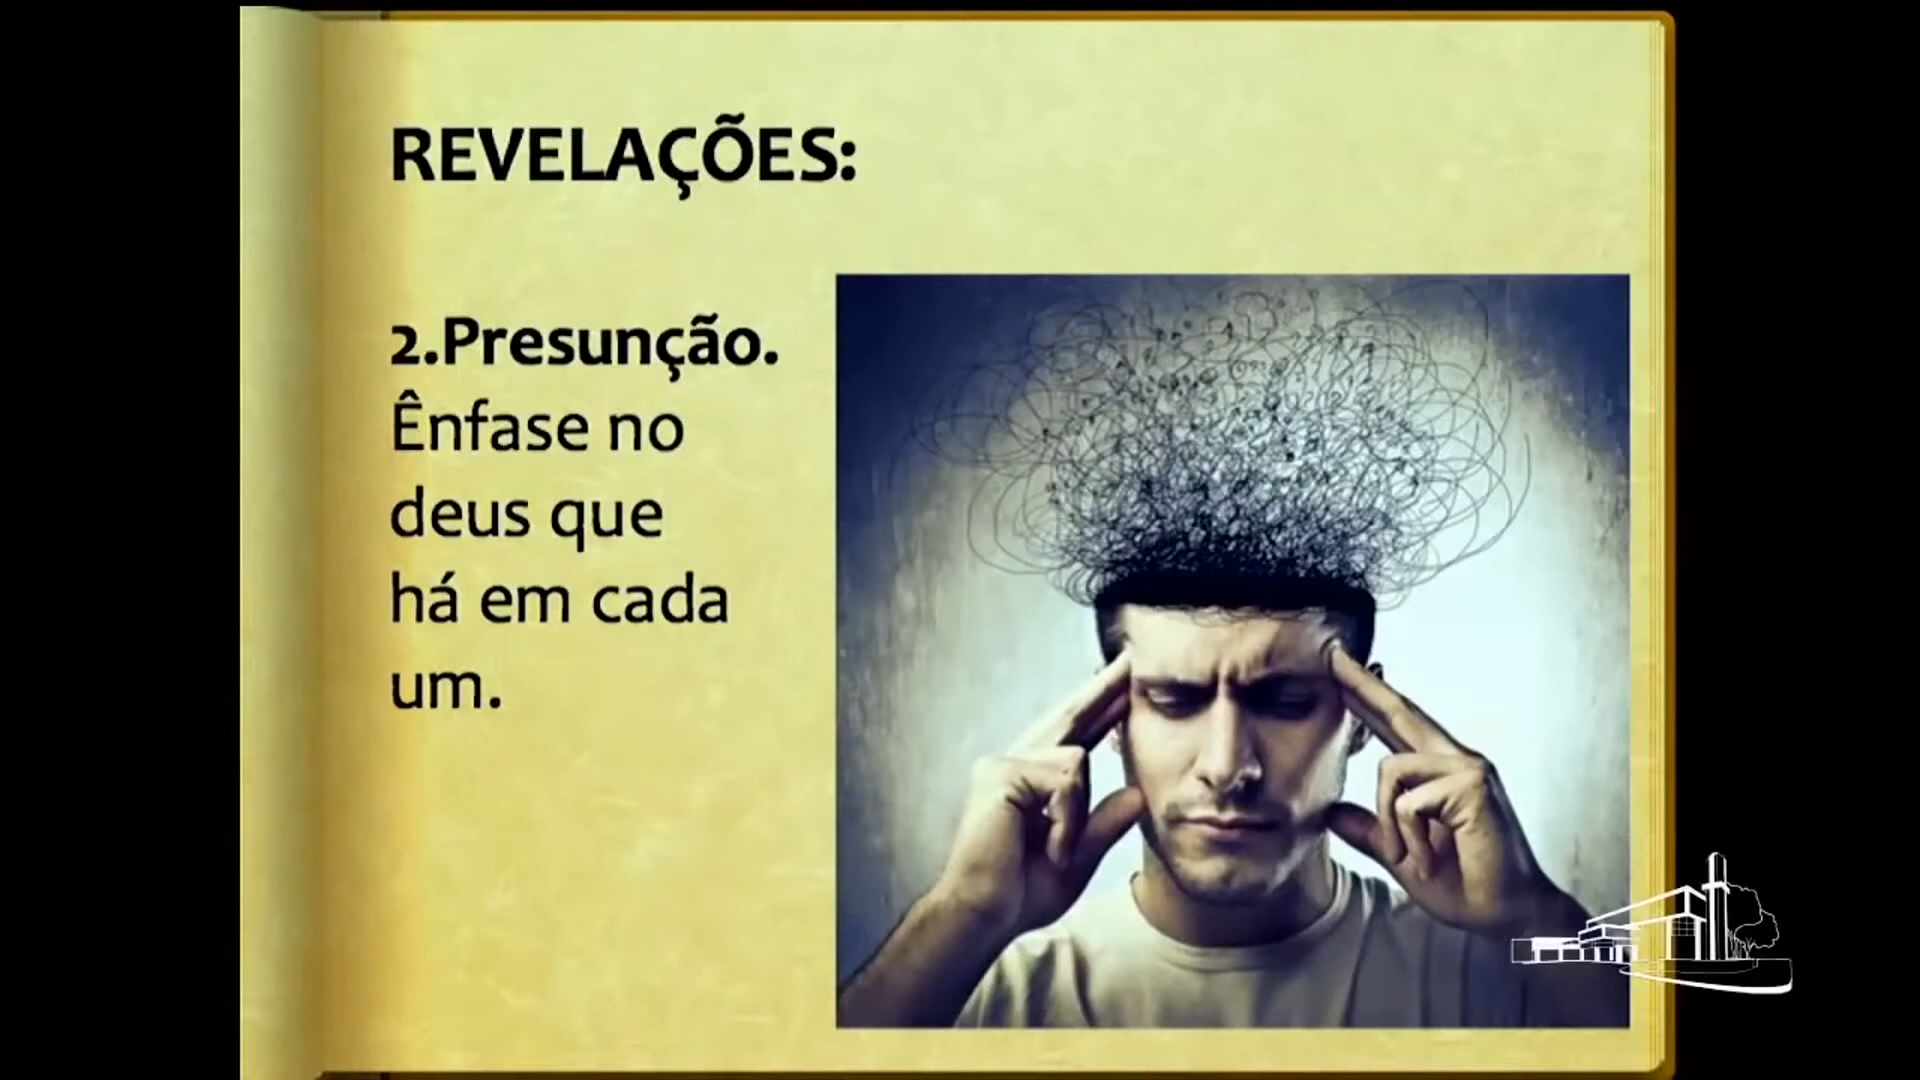 REVELAÇÕES:
2.Presunção.
Ênfase no
deus que
há em cada
um.